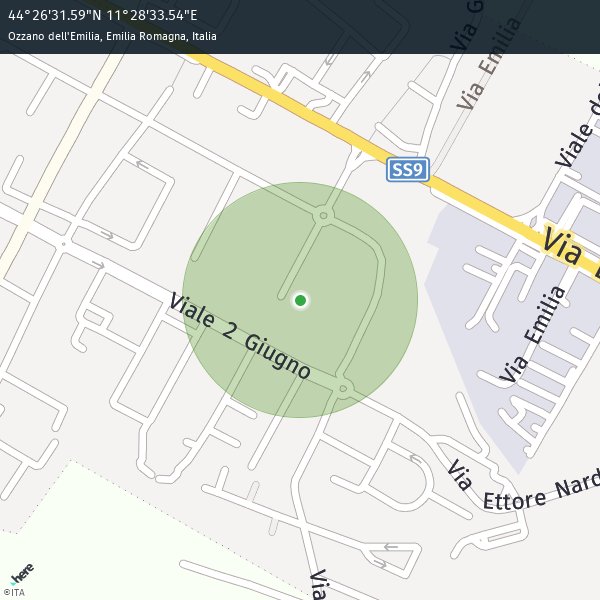 44°26'31.59"N 11°28'33.54"E
Ozzano dell'Emilia, Emilia Romagna, Italia
Via G
Via Emilia
Viale de
SS9
Via E
Viale 2 Giugno
Via Emilia
Via
Ettore Nard
Via
here
©ITA